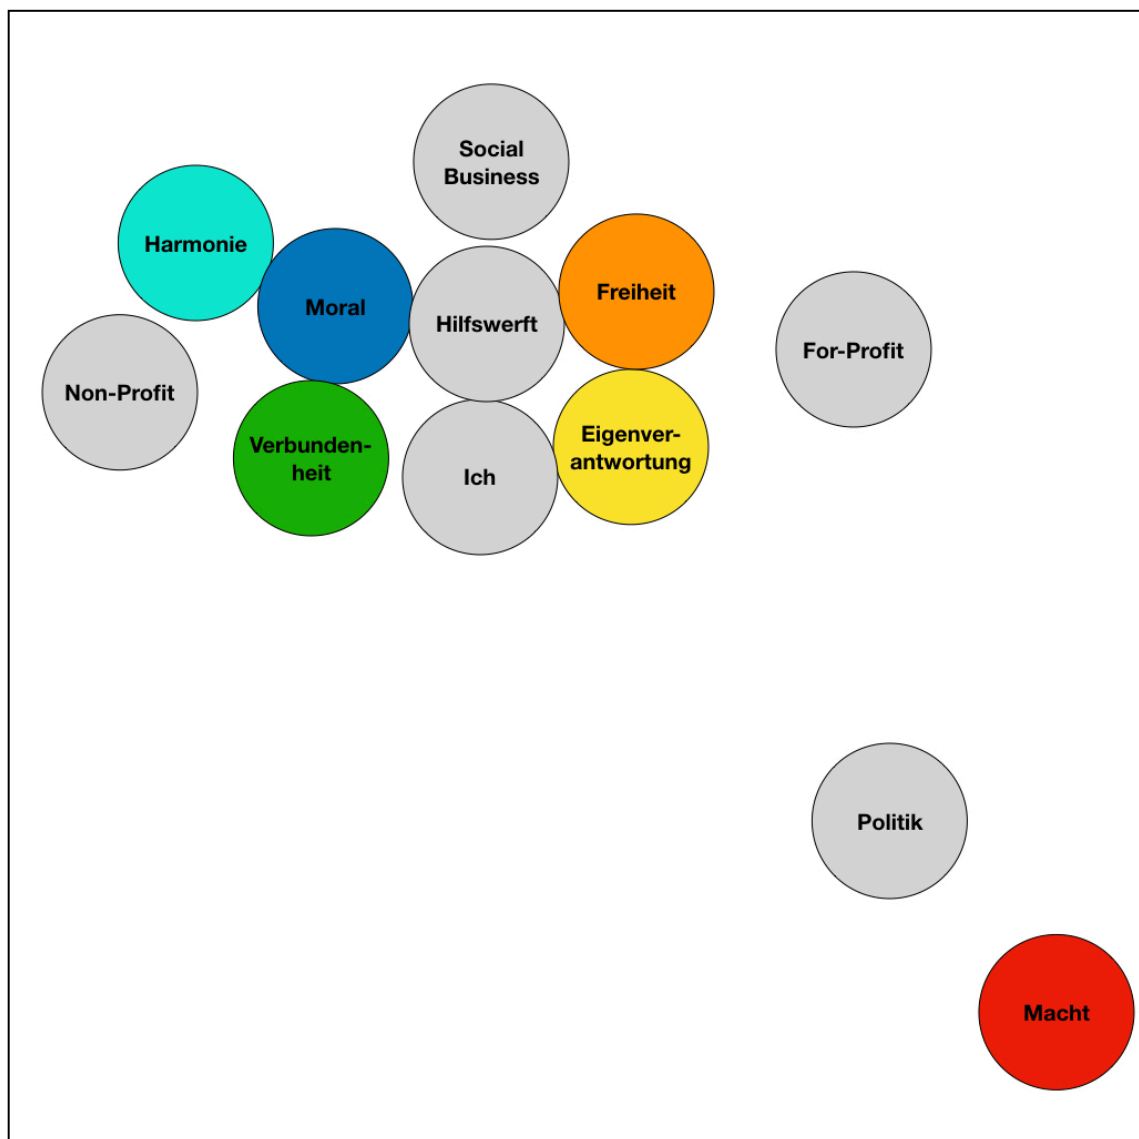 Social
Business
Harmonie
Moral
Hilfswerft
Freiheit
For-Profit
Non-Profit
Verbunden-
heit
Ich
Eigenver-
antwortung
Politik
Macht